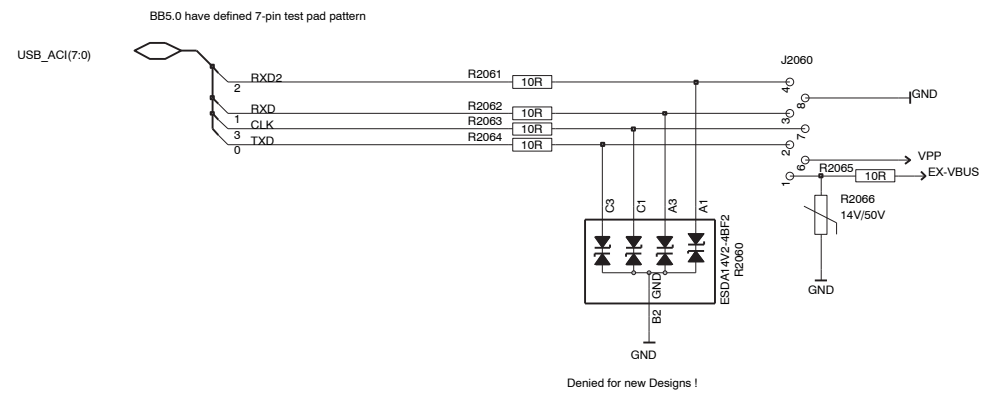 BB5.0 have defined 7-pin test pad pattern
USB_ACI(7:0)
J2060
2 RXD2 R2061 10R 4
8 GND
1 RXD R2062 10R 3
3 CLK R2063 10R 7
0 TXD R2064 10R 2
6 VPP
1 R2065 10R EX-VBUS
R2066
14V/50V
GND
C3 C1 A3 A1
ESDA14V2-4BF2
R2060
GND
B2
GND
Denied for new Designs !